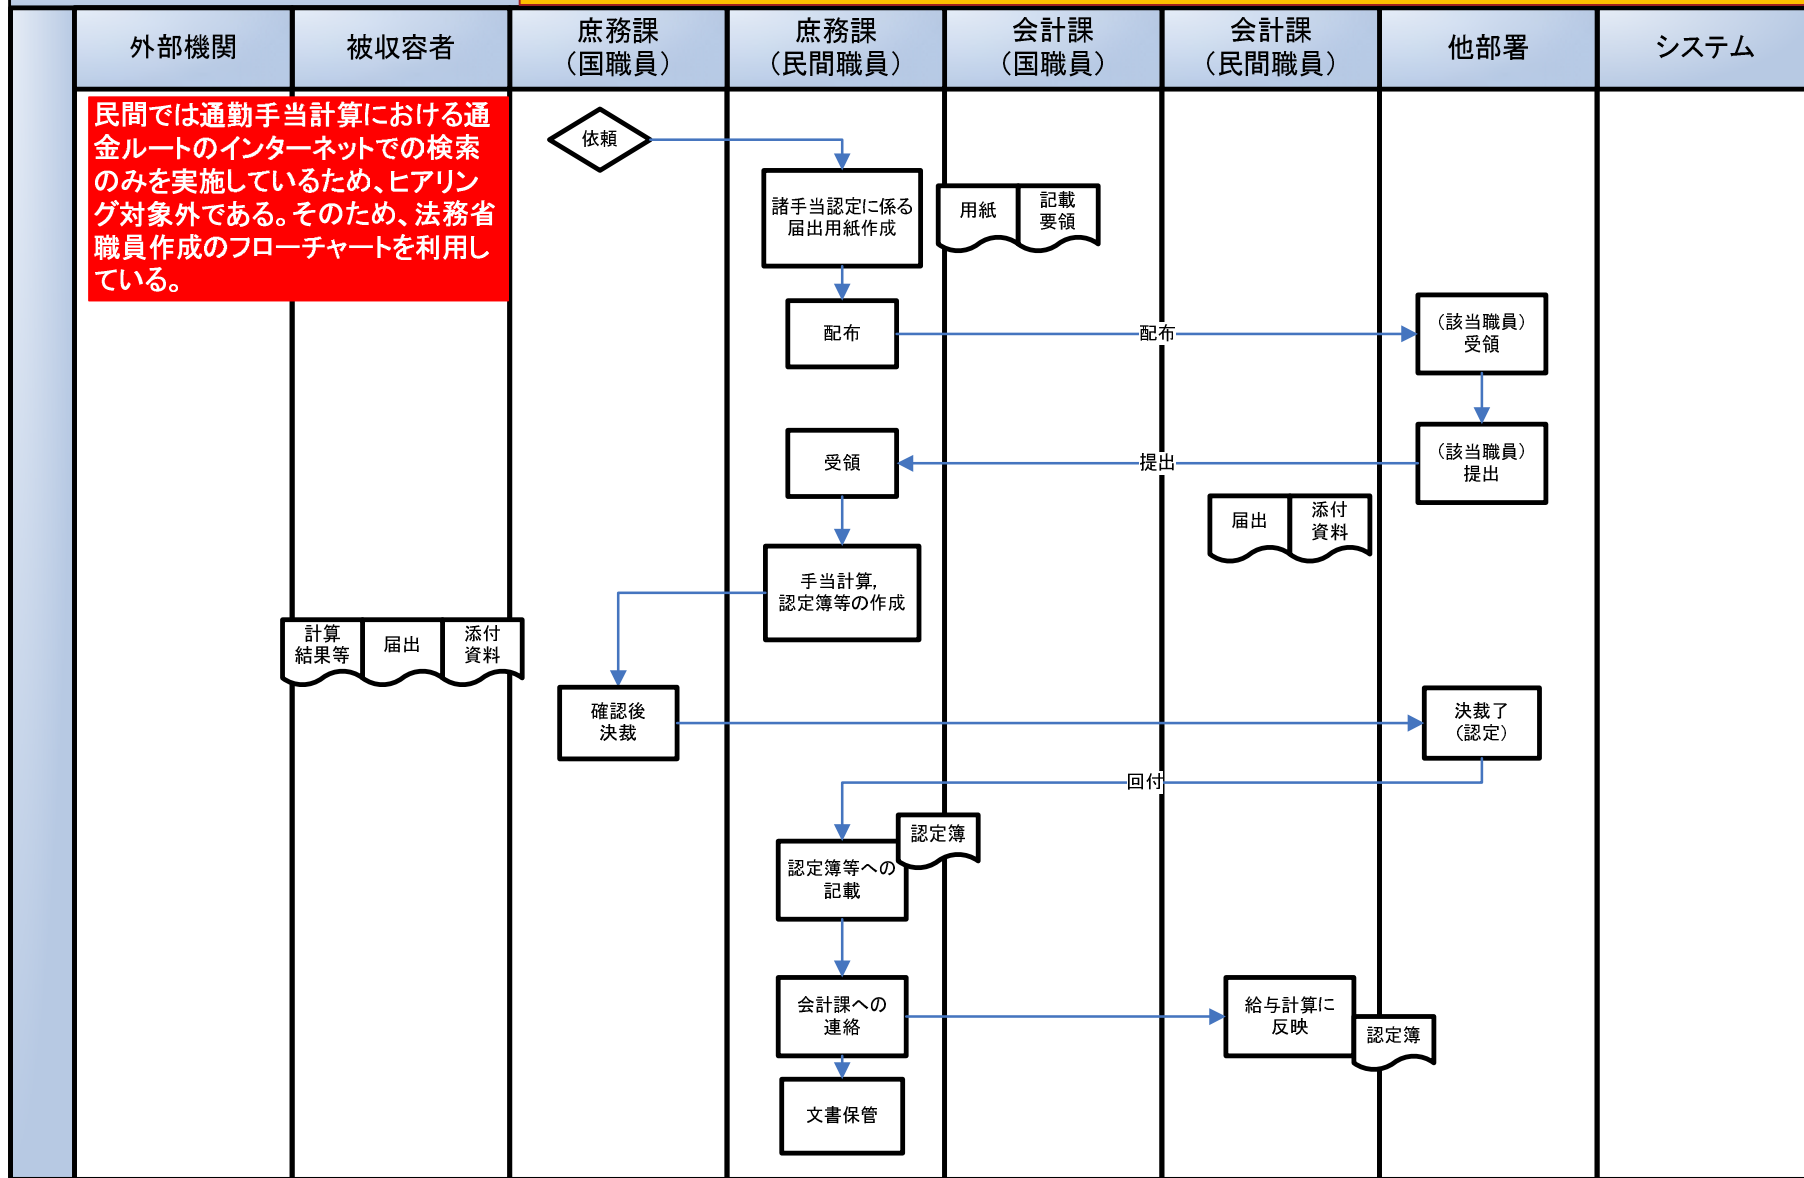 外部機関
被収容者
庶務課
（国職員）
庶務課
（民間職員）
会計課
（国職員）
会計課
（民間職員）
他部署
システム
民間では通勤手当計算における通
金ルートのインターネットでの検索
のみを実施しているため、ヒアリン
グ対象外である。そのため、法務省
職員作成のフローチャートを利用し
ている。
依頼
諸手当認定に係る
届出用紙作成
用紙
記載
要領
配布
配布
（該当職員）
受領
受領
提出
（該当職員）
提出
届出
添付
資料
手当計算,
認定簿等の作成
計算
結果等
届出
添付
資料
確認後
決裁
決裁了
（認定）
回付
認定簿
認定簿等への
記載
会計課への
連絡
給与計算に
反映
認定簿
文書保管